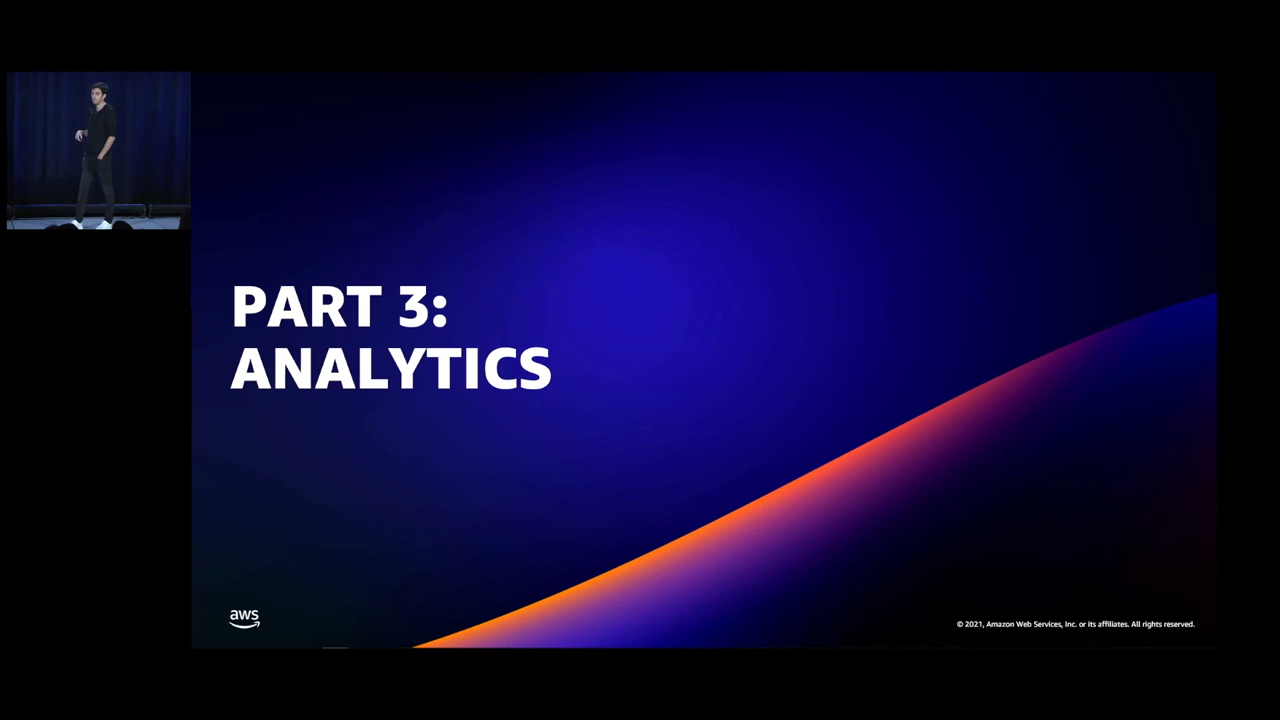 PART 3:
ANALYTICS
aws
© 2021, Amazon Web Services, Inc. or its affiliates. All rights reserved.